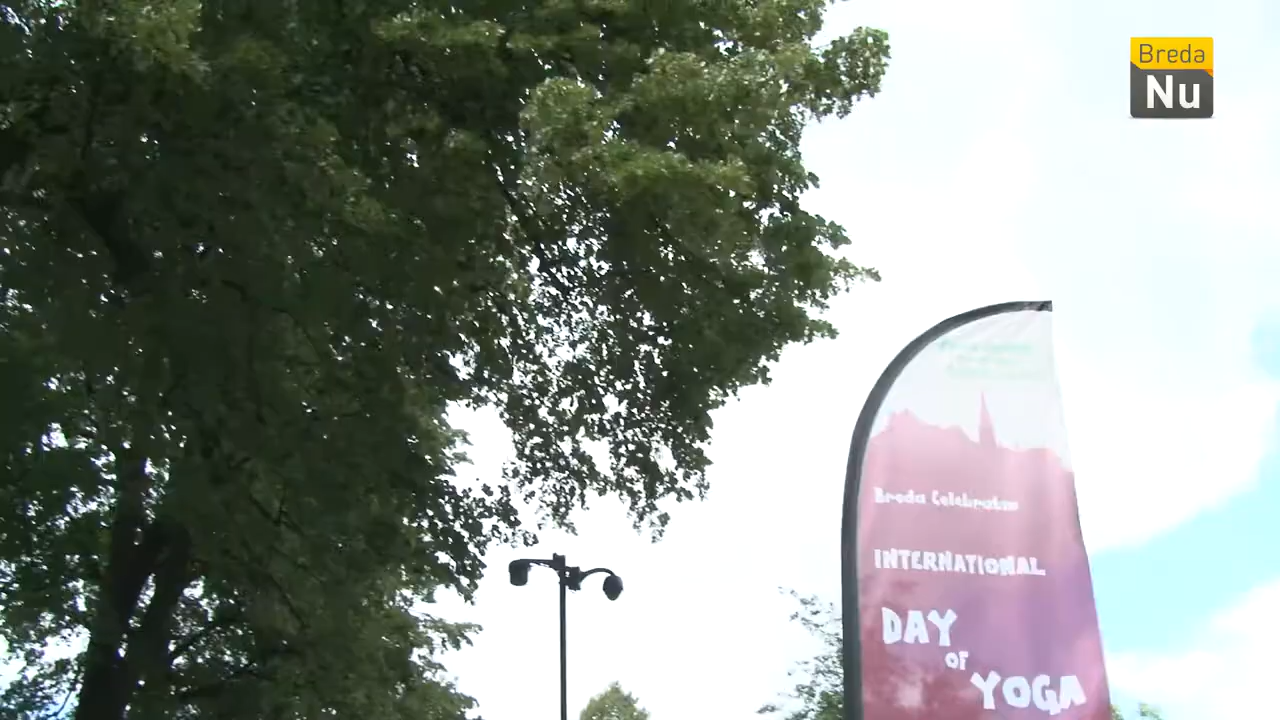 Breda
Nu
Breda Celebrates
INTERNATIONAL
DAY
OF
YOGA